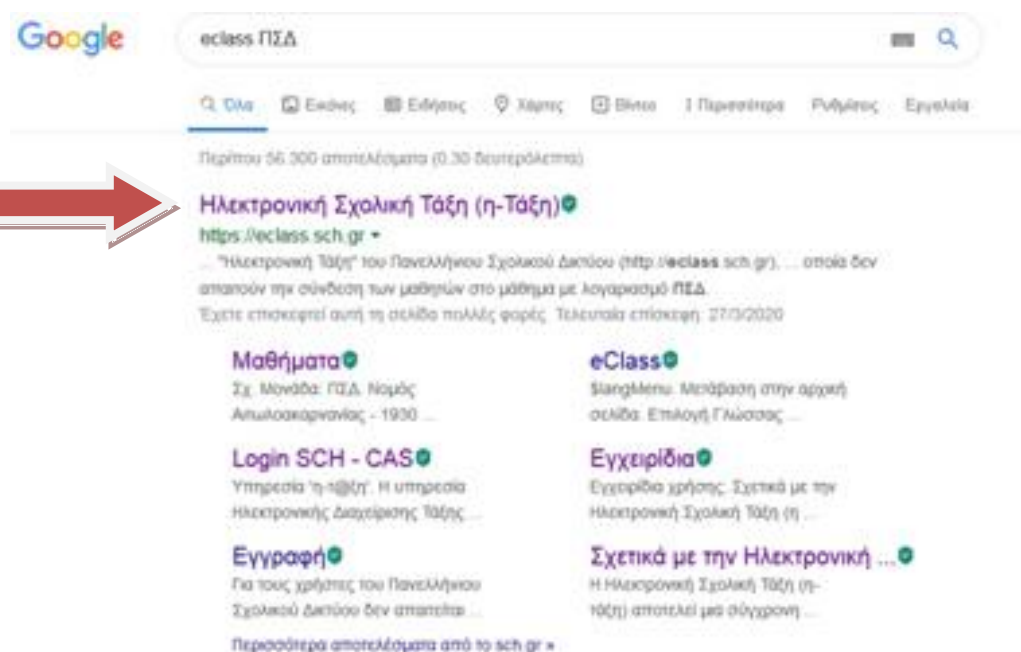 Google
eclass ΠΣΔ
Όλα Εικόνες Ειδήσεις Χάρτες Βίντεο Περισσότερα Ρυθμίσεις Εργαλεία
Περίπου 56.300 αποτελέσματα (0,30 δευτερόλεπτα)
Ηλεκτρονική Σχολική Τάξη (η-Τάξη)
https://eclass.sch.gr
... "Ηλεκτρονική Τάξη" του Πανελλήνιου Σχολικού Δικτύου (http://eclass.sch.gr), ... οποία δεν
απαιτούν την σύνδεση των μαθητών στο μάθημα με λογαριασμό ΠΣΔ.
Έχετε επισκεφτεί αυτή τη σελίδα πολλές φορές. Τελευταία επίσκεψη: 27/3/2020
Μαθήματα
Σχ. Μονάδα: ΠΣΔ. Νομός
Αιτωλοακαρνανίας - 1930 ...
eClass
$langMenu. Μετάβαση στην αρχική
σελίδα. Επιλογή Γλώσσας ...
Login SCH - CAS
Υπηρεσία 'η-τ@ξη'. Η υπηρεσία
Ηλεκτρονικής Διαχείρισης Τάξης ...
Εγχειρίδια
Εγχειρίδια χρήσης. Σχετικά με την
Ηλεκτρονική Σχολική Τάξη (η ...
Εγγραφή
Για τους χρήστες του Πανελλήνιου
Σχολικού Δικτύου δεν απαιτείται ...
Σχετικά με την Ηλεκτρονική ...
Η Ηλεκτρονική Σχολική Τάξη (η-
τάξη) αποτελεί μια σύγχρονη ...
Περισσότερα αποτελέσματα από το sch.gr »